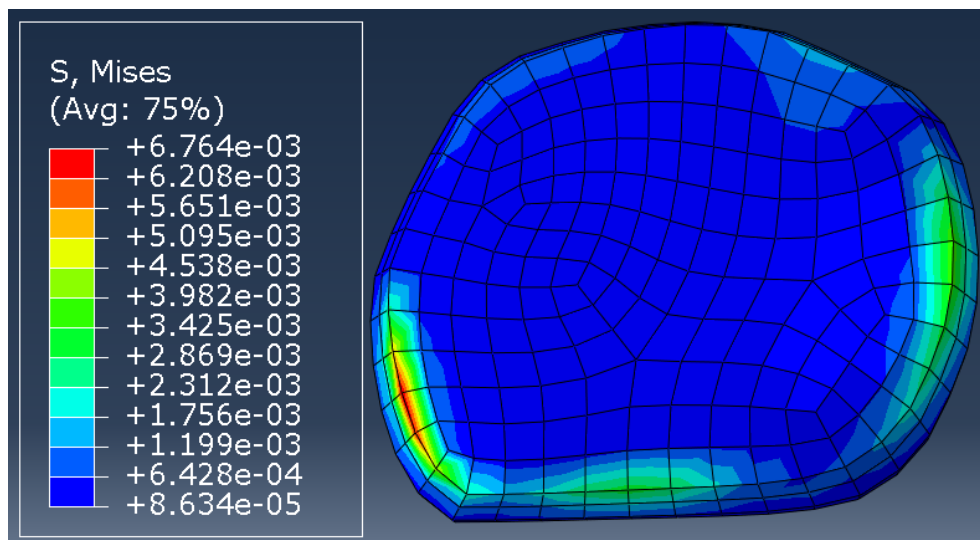 S, Mises
(Avg: 75%)
+6.764e-03
+6.208e-03
+5.651e-03
+5.095e-03
+4.538e-03
+3.982e-03
+3.425e-03
+2.869e-03
+2.312e-03
+1.756e-03
+1.199e-03
+6.428e-04
+8.634e-05